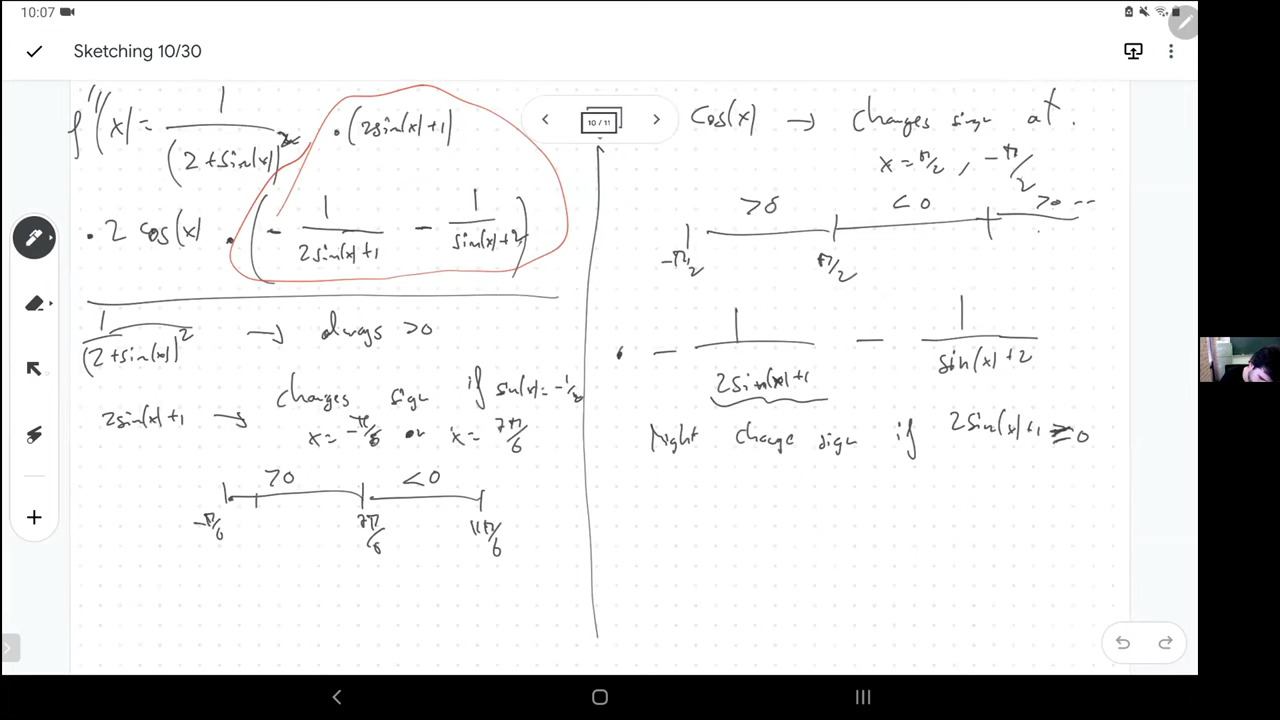 10:07
Sketching 10/30
f''(x) = 1 / (2 + sin(x))² · (2sin(x)+1)
· 2 cos(x) · ( - 1 / (2sin(x)+1) - 1 / (sin(x)+2) )
1 / (2 + sin(x))² → always >0
2sin(x)+1 → changes sign if sin(x) = -1/2
x = -π/6 or x = 7π/6
>0 <0
-π/6 7π/6 11π/6
10 / 11
cos(x) → changes sign at
x = π/2 , -π/2
>0 <0 >0 --
-π/2 π/2
· - 1 / (2sin(x)+1) - 1 / (sin(x)+2)
Might change sign if 2sin(x)+1 0